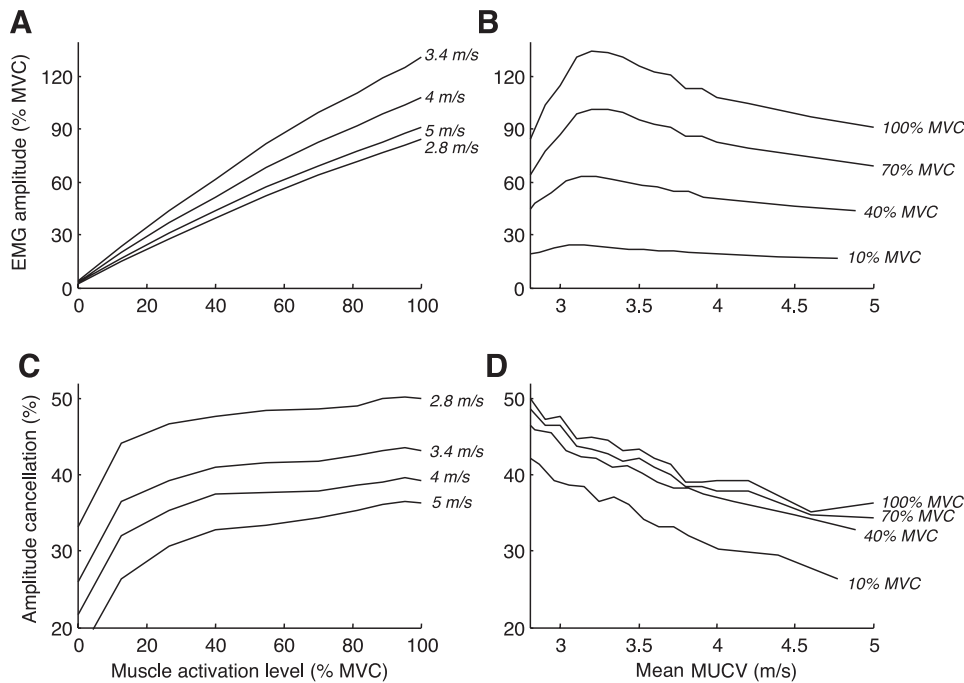 A
EMG amplitude (% MVC)
120
90
60
30
0
0 20 40 60 80 100
3.4 m/s
4 m/s
5 m/s
2.8 m/s
B
120
90
60
30
0
3 3.5 4 4.5 5
100% MVC
70% MVC
40% MVC
10% MVC
C
Amplitude cancellation (%)
50
40
30
20
0 20 40 60 80 100
Muscle activation level (% MVC)
2.8 m/s
3.4 m/s
4 m/s
5 m/s
D
50
40
30
20
3 3.5 4 4.5 5
Mean MUCV (m/s)
100% MVC
70% MVC
40% MVC
10% MVC